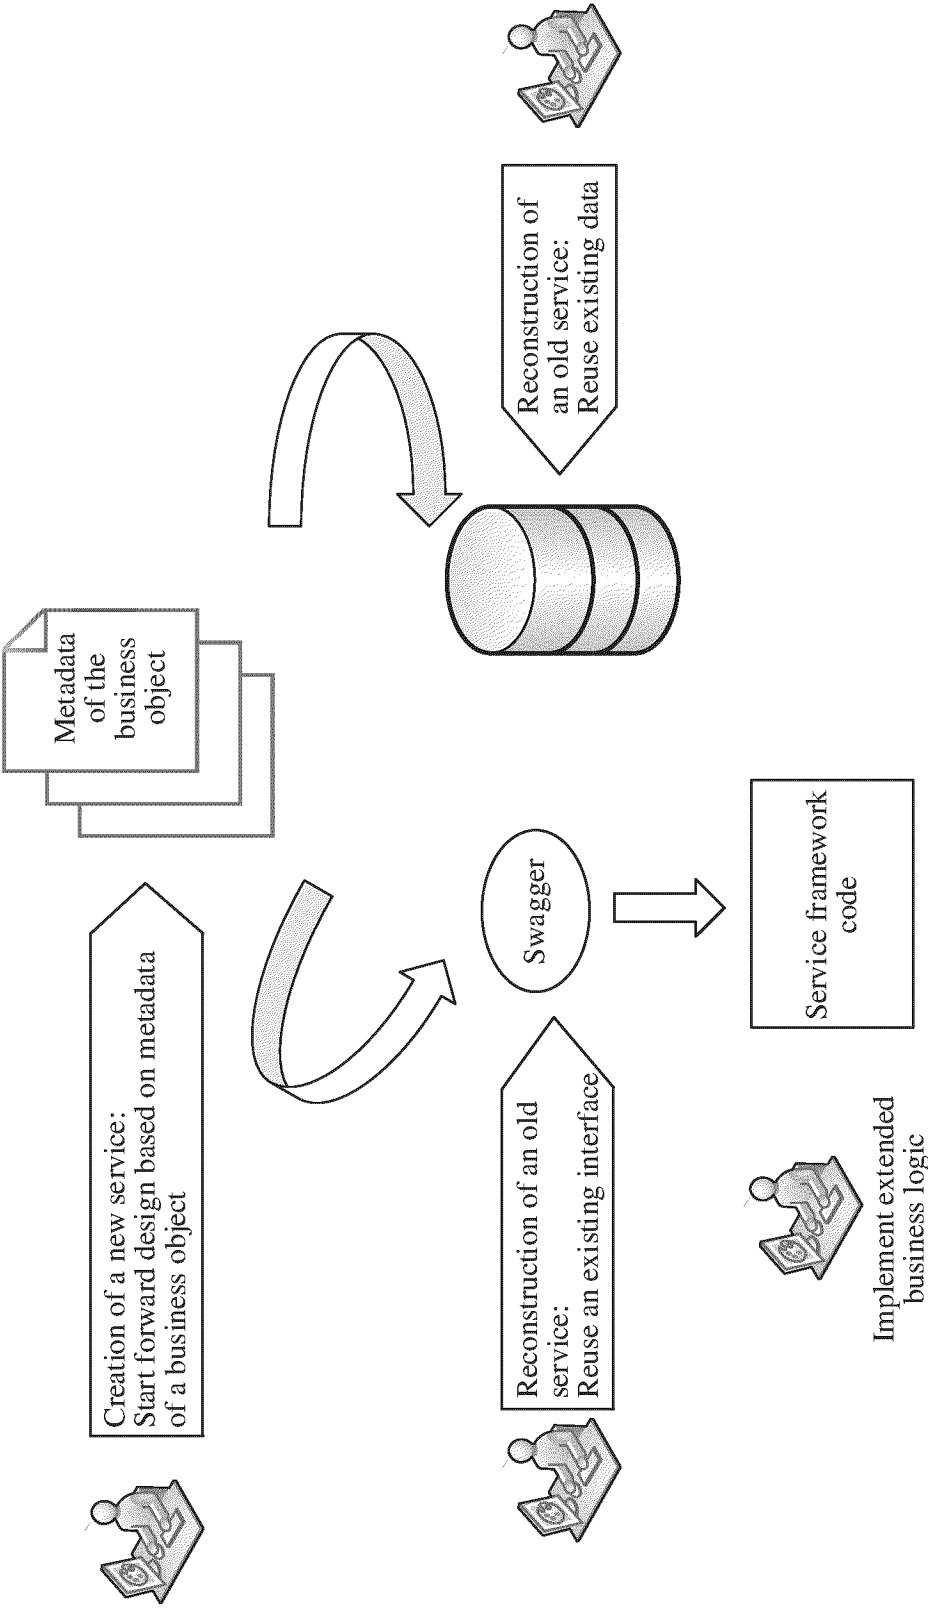 Creation of a new service:
Start forward design based on metadata
of a business object
Metadata
of the
business
object
Reconstruction of an old
service:
Reuse an existing interface
Swagger
Reconstruction of
an old service:
Reuse existing data
Implement extended
business logic
Service framework
code